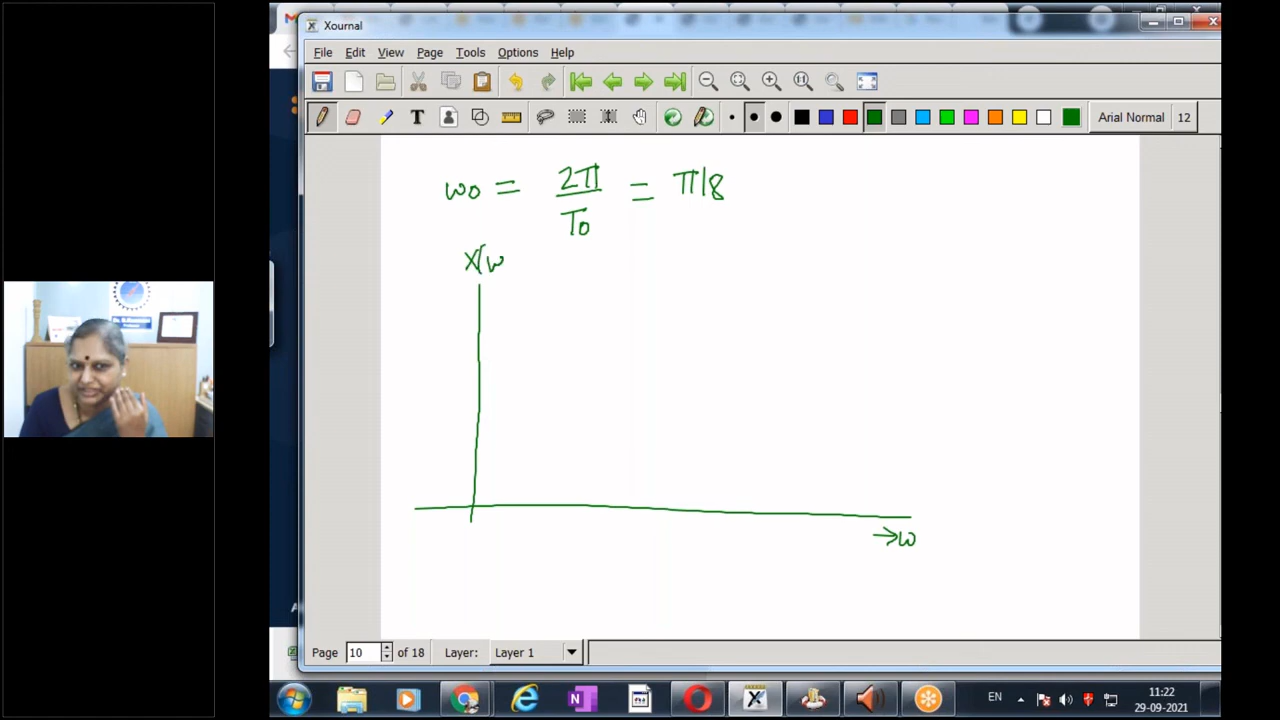 Xournal
File Edit View Page Tools Options Help
Arial Normal 12
w0 = 2π/T0 = π/8
X(w
→w
Page 10 of 18 Layer: Layer 1
EN 11:22
29-09-2021